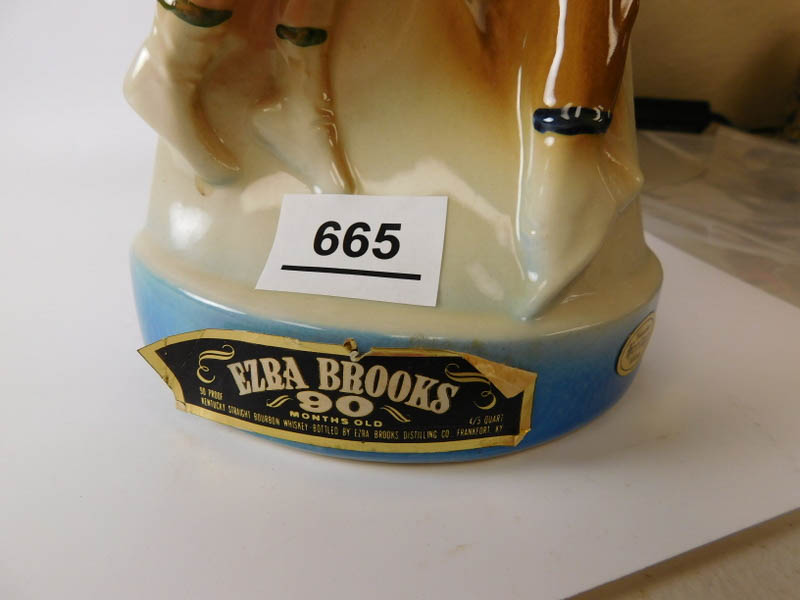 665
EZRA BROOKS
90
MONTHS OLD
90 PROOF
4/5 QUART
KENTUCKY STRAIGHT BOURBON WHISKEY·BOTTLED BY EZRA BROOKS DISTILLING CO. FRANKFORT, KY.